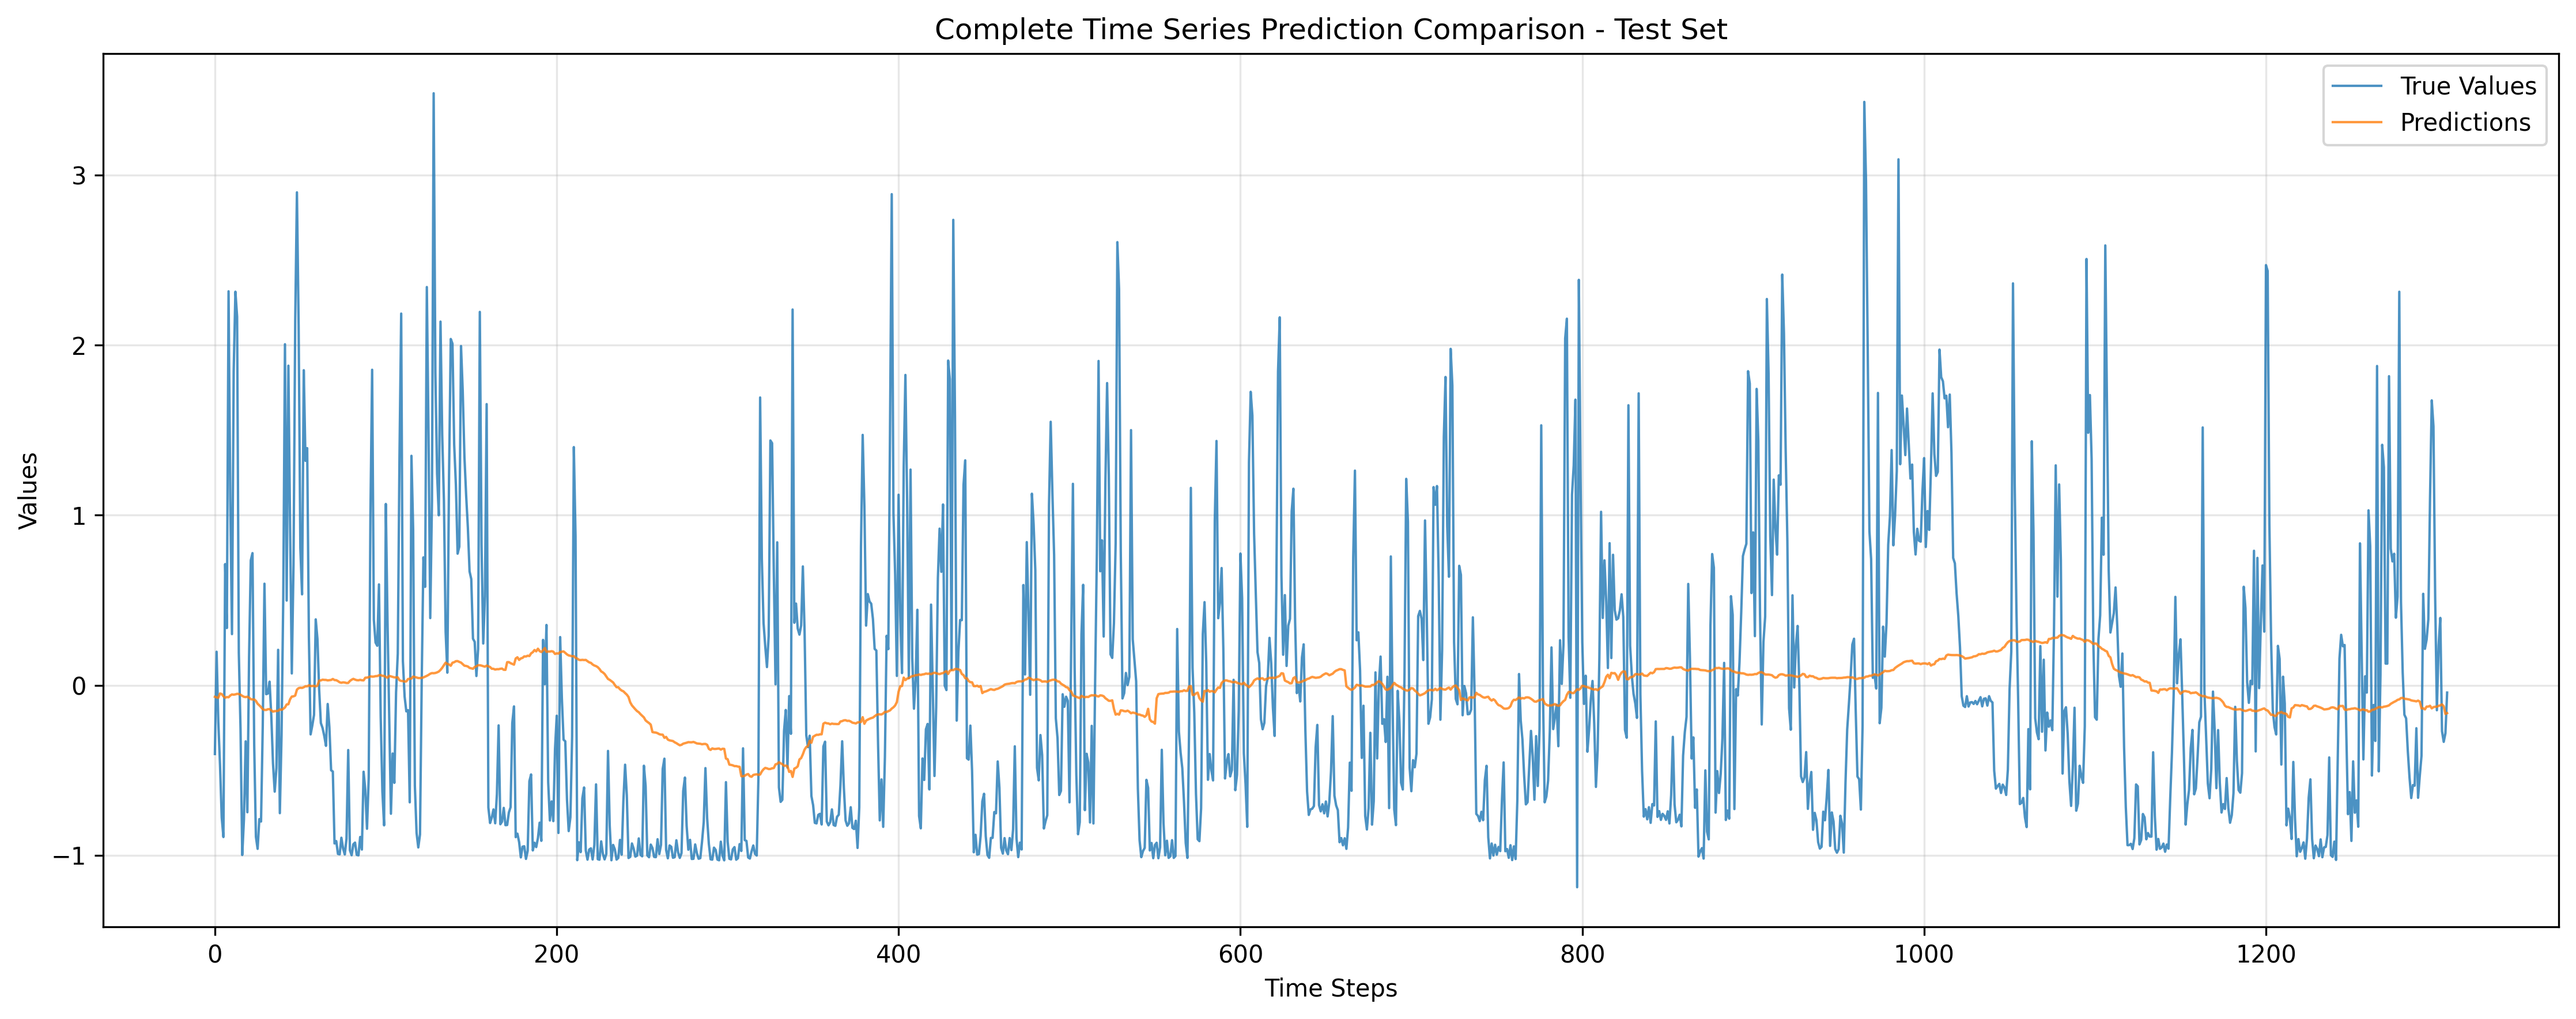 Complete Time Series Prediction Comparison - Test Set
True Values
Predictions
3
2
1
0
−1
Values
0 200 400 600 800 1000 1200
Time Steps